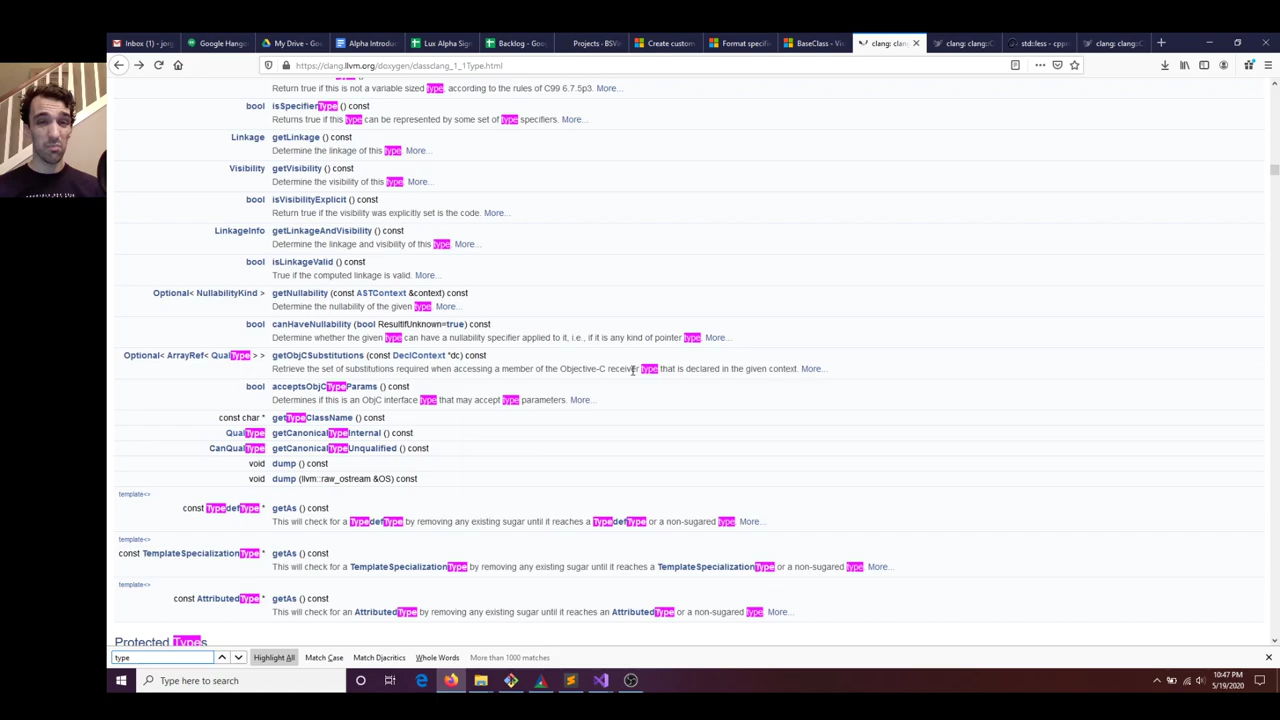 Inbox (1) - jorg
Google Hango
My Drive - Goo
Alpha Introduc
Lux Alpha Sign
Backlog - Goog
Projects - BSVi
Create custom
Format specifi
BaseClass - Vi
clang: clang:
clang: clang::C
std::less - cppre
clang: clang::C
https://clang.llvm.org/doxygen/classclang_1_1Type.html
Return true if this is not a variable sized type, according to the rules of C99 6.7.5p3. More...
bool isSpecifierType () const
Returns true if this type can be represented by some set of type specifiers. More...
Linkage getLinkage () const
Determine the linkage of this type. More...
Visibility getVisibility () const
Determine the visibility of this type. More...
bool isVisibilityExplicit () const
Return true if the visibility was explicitly set is the code. More...
LinkageInfo getLinkageAndVisibility () const
Determine the linkage and visibility of this type. More...
bool isLinkageValid () const
True if the computed linkage is valid. More...
Optional< NullabilityKind > getNullability (const ASTContext &context) const
Determine the nullability of the given type. More...
bool canHaveNullability (bool ResultIfUnknown=true) const
Determine whether the given type can have a nullability specifier applied to it, i.e., if it is any kind of pointer type. More...
Optional< ArrayRef< QualType > > getObjCSubstitutions (const DeclContext *dc) const
Retrieve the set of substitutions required when accessing a member of the Objective-C receiver type that is declared in the given context. More...
bool acceptsObjCTypeParams () const
Determines if this is an ObjC interface type that may accept type parameters. More...
const char * getTypeClassName () const
QualType getCanonicalTypeInternal () const
CanQualType getCanonicalTypeUnqualified () const
void dump () const
void dump (llvm::raw_ostream &OS) const
template<>
const TypedefType * getAs () const
This will check for a TypedefType by removing any existing sugar until it reaches a TypedefType or a non-sugared type. More...
template<>
const TemplateSpecializationType * getAs () const
This will check for a TemplateSpecializationType by removing any existing sugar until it reaches a TemplateSpecializationType or a non-sugared type. More...
template<>
const AttributedType * getAs () const
This will check for an AttributedType by removing any existing sugar until it reaches an AttributedType or a non-sugared type. More...
Protected Types
type
Highlight All
Match Case
Match Diacritics
Whole Words
More than 1000 matches
Type here to search
10:47 PM
5/19/2020